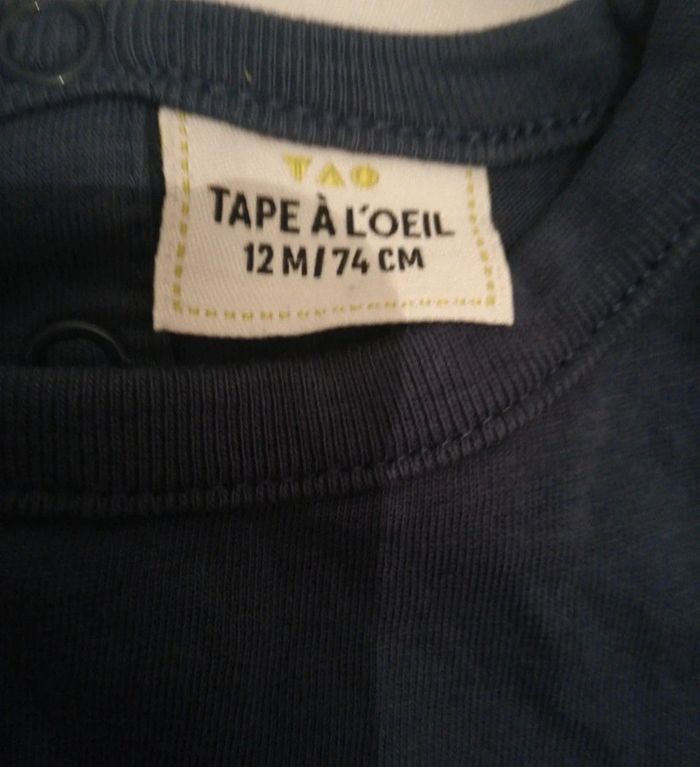 TAO
TAPE À L'OEIL
12 M/74 CM